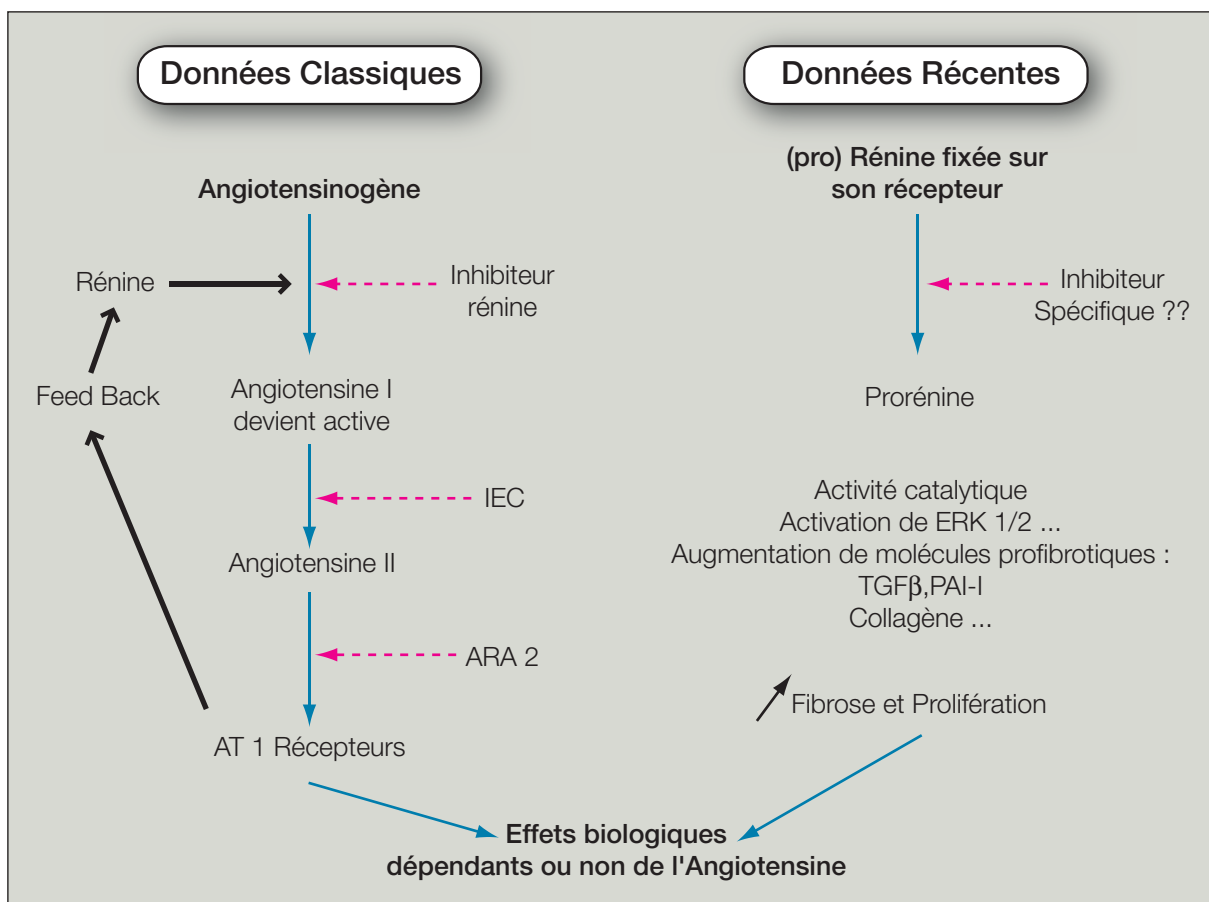 Données Classiques
Angiotensinogène
Rénine
Inhibiteur
rénine
Feed Back
Angiotensine I
devient active
IEC
Angiotensine II
ARA 2
AT 1 Récepteurs
Données Récentes
(pro) Rénine fixée sur
son récepteur
Inhibiteur
Spécifique ??
Prorénine
Activité catalytique
Activation de ERK 1/2 ...
Augmentation de molécules profibrotiques :
TGFβ,PAI-I
Collagène ...
Fibrose et Prolifération
Effets biologiques
dépendants ou non de l'Angiotensine